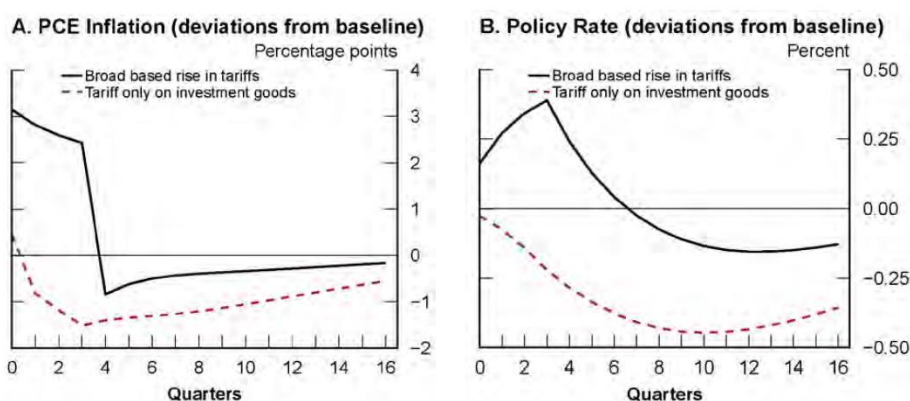 A. PCE Inflation (deviations from baseline)
Percentage points
Broad based rise in tariffs
Tariff only on investment goods
4
3
2
1
0
−1
−2
0 2 4 6 8 10 12 14 16
Quarters
B. Policy Rate (deviations from baseline)
Percent
Broad based rise in tariffs
Tariff only on investment goods
0.50
0.25
0.00
−0.25
−0.50
0 2 4 6 8 10 12 14 16
Quarters